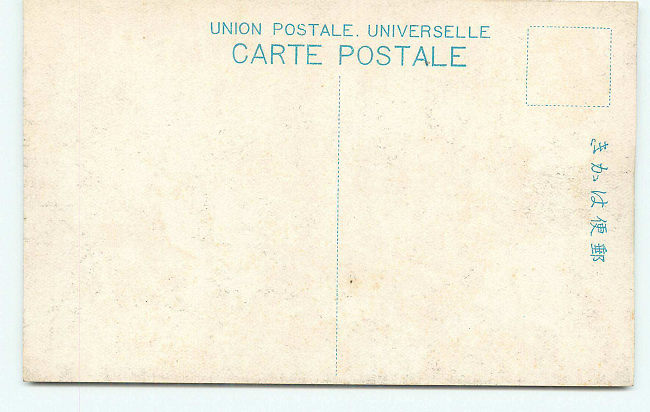 UNION POSTALE. UNIVERSELLE
CARTE POSTALE
郵便はかき